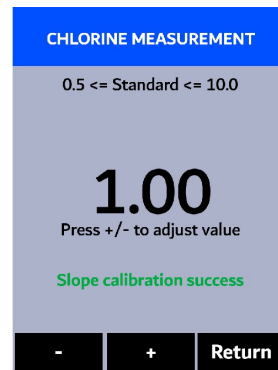 CHLORINE MEASUREMENT
0.5 <= Standard <= 10.0
1.00
Press +/- to adjust value
Slope calibration success
- + Return